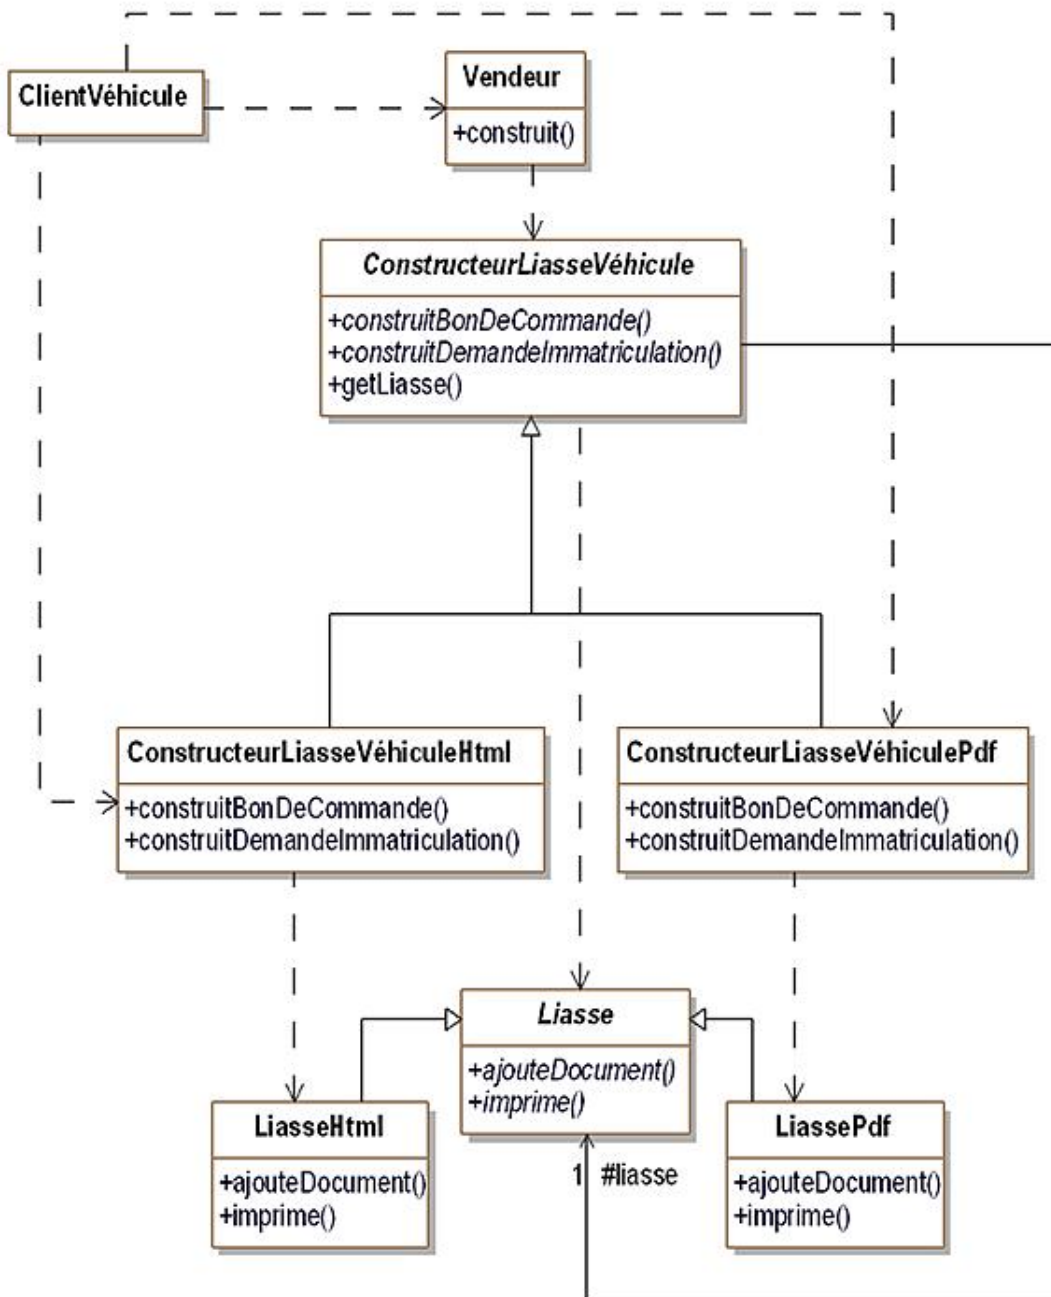 ClientVéhicule
Vendeur
+construit()
ConstructeurLiasseVéhicule
+construitBonDeCommande()
+construitDemandeImmatriculation()
+getLiasse()
ConstructeurLiasseVéhiculeHtml
+construitBonDeCommande()
+construitDemandeImmatriculation()
ConstructeurLiasseVéhiculePdf
+construitBonDeCommande()
+construitDemandeImmatriculation()
Liasse
+ajouteDocument()
+imprime()
LiasseHtml
+ajouteDocument()
+imprime()
LiassePdf
+ajouteDocument()
+imprime()
1 #liasse